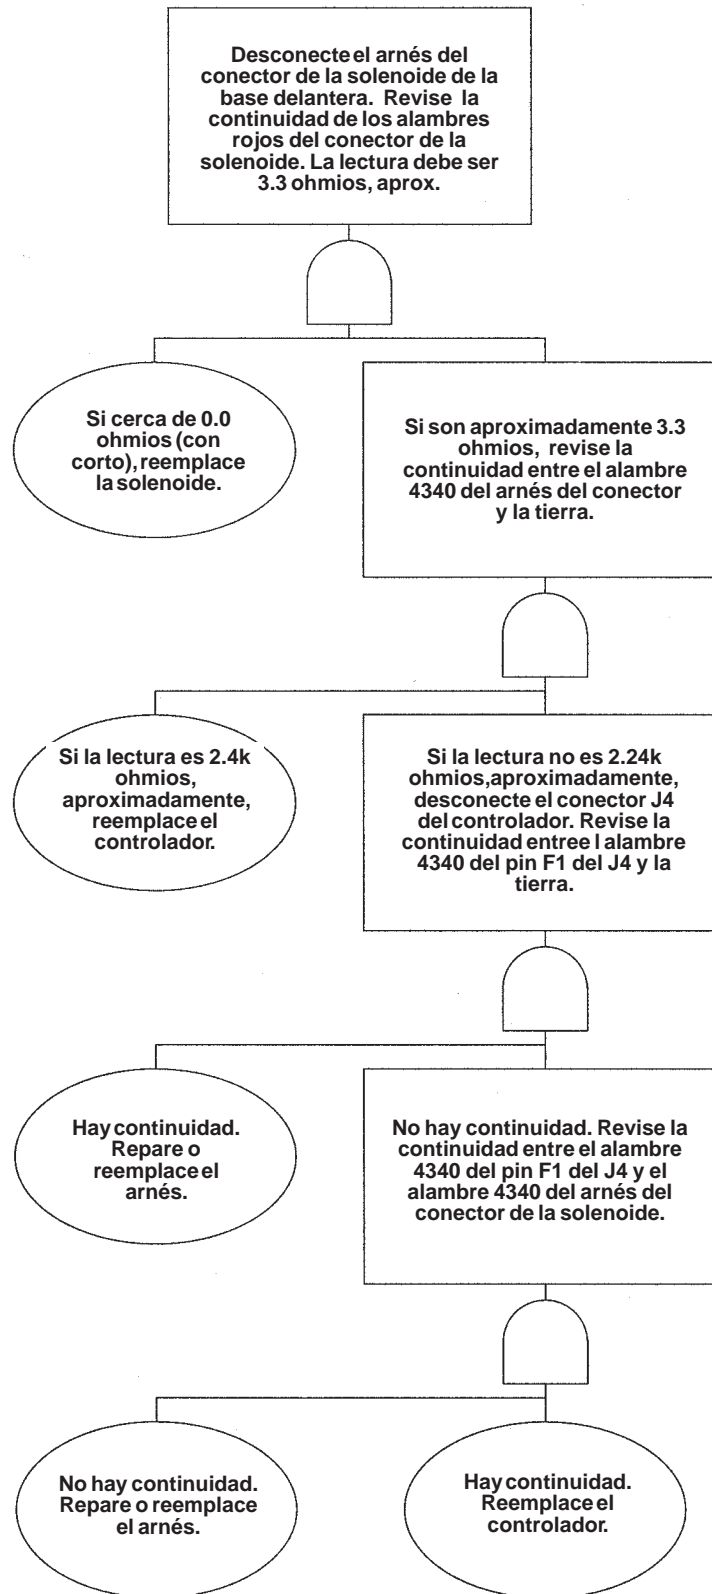 Desconecte el arnés del
conector de la solenoide de la
base delantera. Revise la
continuidad de los alambres
rojos del conector de la
solenoide. La lectura debe ser
3.3 ohmios, aprox.
Si cerca de 0.0
ohmios (con
corto), reemplace
la solenoide.
Si son aproximadamente 3.3
ohmios, revise la
continuidad entre el alambre
4340 del arnés del conector
y la tierra.
Si la lectura es 2.4k
ohmios,
aproximadamente,
reemplace el
controlador.
Si la lectura no es 2.24k
ohmios,aproximadamente,
desconecte el conector J4
del controlador. Revise la
continuidad entree l alambre
4340 del pin F1 del J4 y la
tierra.
Hay continuidad.
Repare o
reemplace el
arnés.
No hay continuidad. Revise la
continuidad entre el alambre
4340 del pin F1 del J4 y el
alambre 4340 del arnés del
conector de la solenoide.
No hay continuidad.
Repare o reemplace
el arnés.
Hay continuidad.
Reemplace el
controlador.